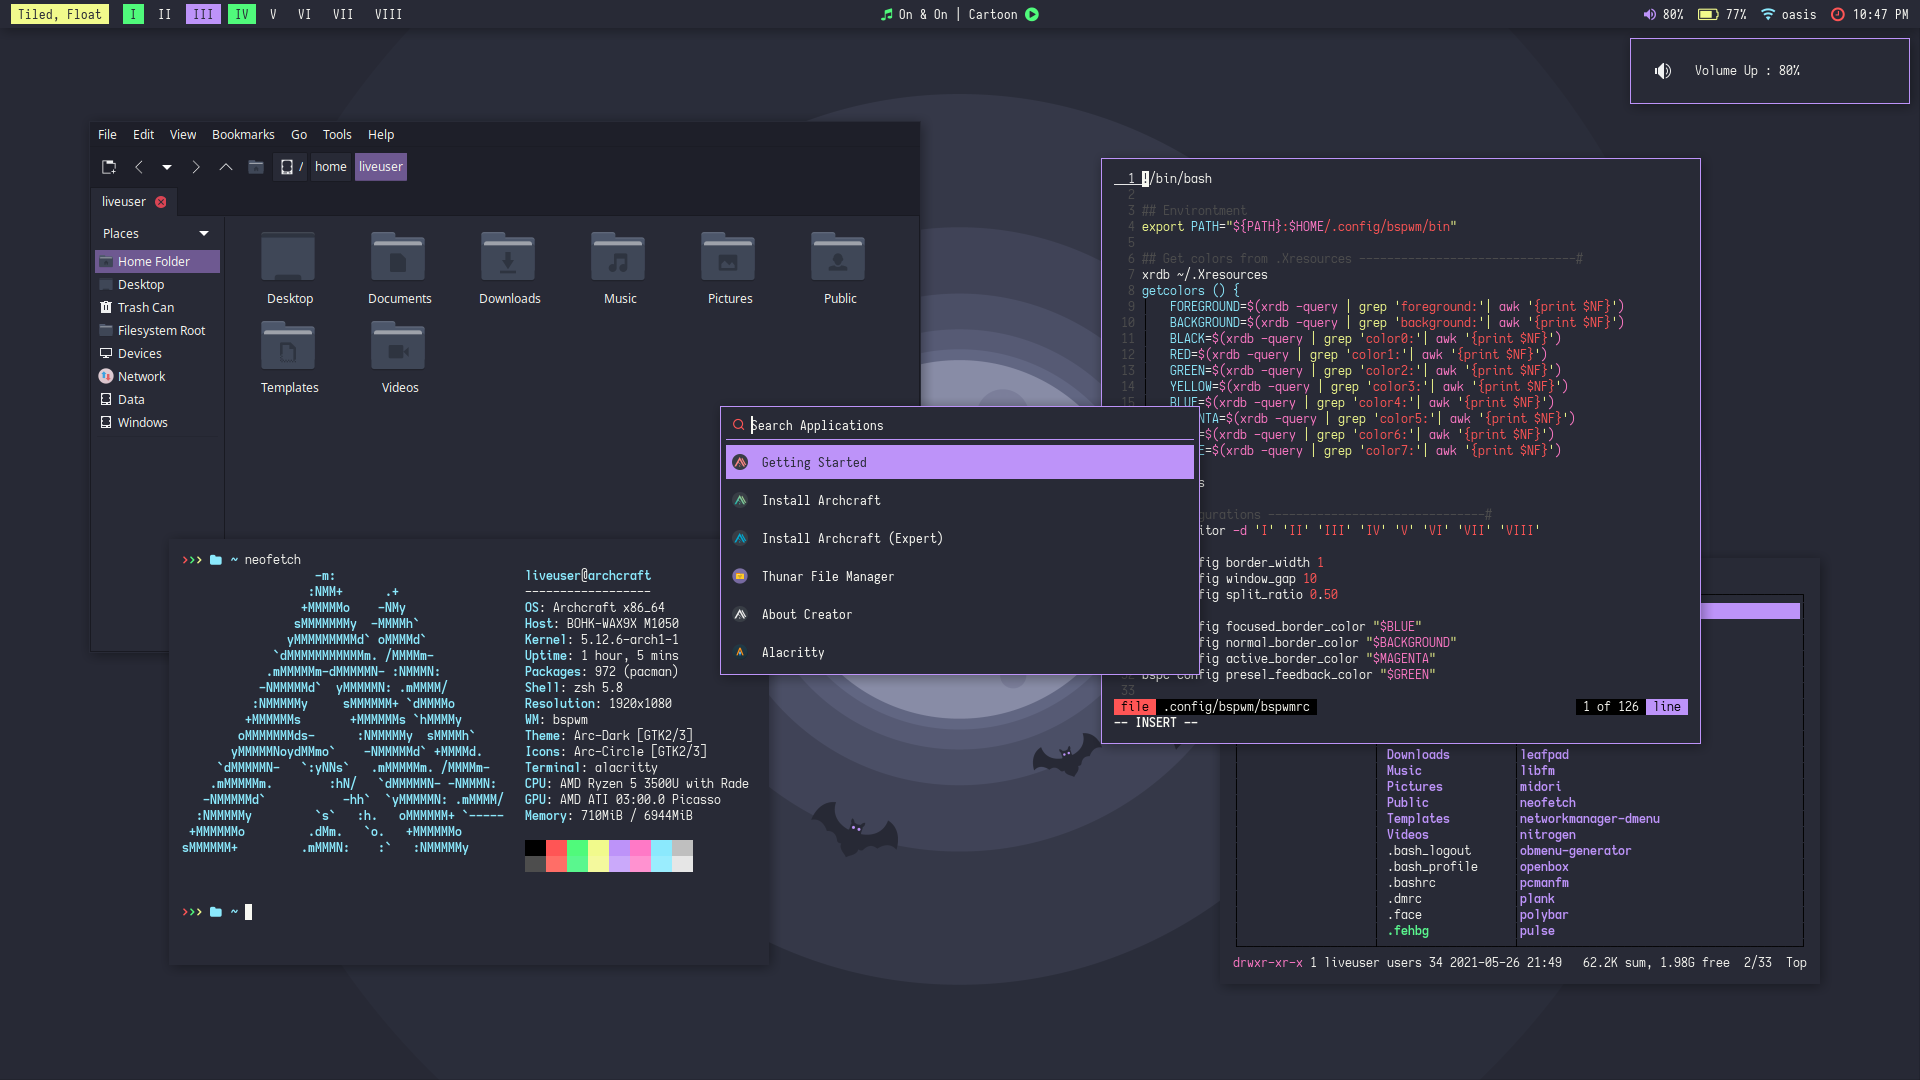 Tiled, Float I II III IV V VI VII VIII
On & On | Cartoon
80% 77% oasis 10:47 PM
Volume Up : 80%
File Edit View Bookmarks Go Tools Help
/ home liveuser
liveuser
Places
Home Folder
Desktop
Trash Can
Filesystem Root
Devices
Network
Data
Windows
Desktop Documents Downloads Music Pictures Public
Templates Videos
>>> ~ neofetch
liveuser@archcraft
------------------
OS: Archcraft x86_64
Host: BOHK-WAX9X M1050
Kernel: 5.12.6-arch1-1
Uptime: 1 hour, 5 mins
Packages: 972 (pacman)
Shell: zsh 5.8
Resolution: 1920x1080
WM: bspwm
Theme: Arc-Dark [GTK2/3]
Icons: Arc-Circle [GTK2/3]
Terminal: alacritty
CPU: AMD Ryzen 5 3500U with Rade
GPU: AMD ATI 03:00.0 Picasso
Memory: 710MiB / 6944MiB
>>> ~
Search Applications
Getting Started
Install Archcraft
Install Archcraft (Expert)
Thunar File Manager
About Creator
Alacritty
1 !/bin/bash
2
3 ## Environtment
4 export PATH="${PATH}:$HOME/.config/bspwm/bin"
5
6 ## Get colors from .Xresources -------------------------------#
7 xrdb ~/.Xresources
8 getcolors () {
9 FOREGROUND=$(xrdb -query | grep 'foreground:'| awk '{print $NF}')
10 BACKGROUND=$(xrdb -query | grep 'background:'| awk '{print $NF}')
11 BLACK=$(xrdb -query | grep 'color0:'| awk '{print $NF}')
12 RED=$(xrdb -query | grep 'color1:'| awk '{print $NF}')
13 GREEN=$(xrdb -query | grep 'color2:'| awk '{print $NF}')
14 YELLOW=$(xrdb -query | grep 'color3:'| awk '{print $NF}')
15 BLUE=$(xrdb -query | grep 'color4:'| awk '{print $NF}')
NTA=$(xrdb -query | grep 'color5:'| awk '{print $NF}')
=$(xrdb -query | grep 'color6:'| awk '{print $NF}')
E=$(xrdb -query | grep 'color7:'| awk '{print $NF}')
s
gurations -------------------------------#
itor -d 'I' 'II' 'III' 'IV' 'V' 'VI' 'VII' 'VIII'
fig border_width 1
fig window_gap 10
fig split_ratio 0.50
fig focused_border_color "$BLUE"
fig normal_border_color "$BACKGROUND"
fig active_border_color "$MAGENTA"
32 bspc config presel_feedback_color "$GREEN"
33
file .config/bspwm/bspwmrc 1 of 126 line
-- INSERT --
Downloads leafpad
Music libfm
Pictures midori
Public neofetch
Templates networkmanager-dmenu
Videos nitrogen
.bash_logout obmenu-generator
.bash_profile openbox
.bashrc pcmanfm
.dmrc plank
.face polybar
.fehbg pulse
drwxr-xr-x 1 liveuser users 34 2021-05-26 21:49 62.2K sum, 1.98G free 2/33 Top